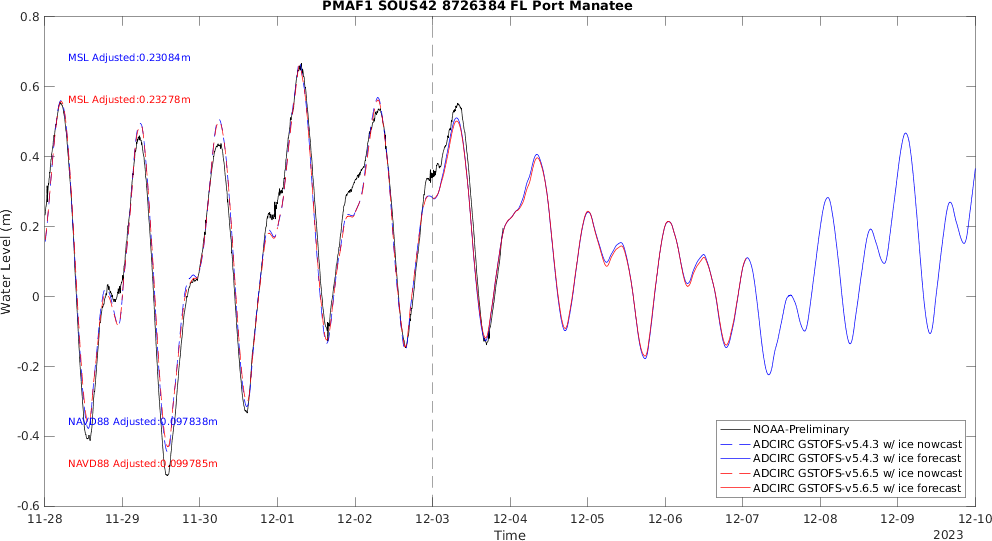 PMAF1 SOUS42 8726384 FL Port Manatee
0.8
0.6
0.4
0.2
0
-0.2
-0.4
-0.6
Water Level (m)
MSL Adjusted:0.23084m
MSL Adjusted:0.23278m
NAVD88 Adjusted:0.097838m
NAVD88 Adjusted:0.099785m
NOAA-Preliminary
ADCIRC GSTOFS-v5.4.3 w/ ice nowcast
ADCIRC GSTOFS-v5.4.3 w/ ice forecast
ADCIRC GSTOFS-v5.6.5 w/ ice nowcast
ADCIRC GSTOFS-v5.6.5 w/ ice forecast
11-28 11-29 11-30 12-01 12-02 12-03 12-04 12-05 12-06 12-07 12-08 12-09 12-10
Time
2023